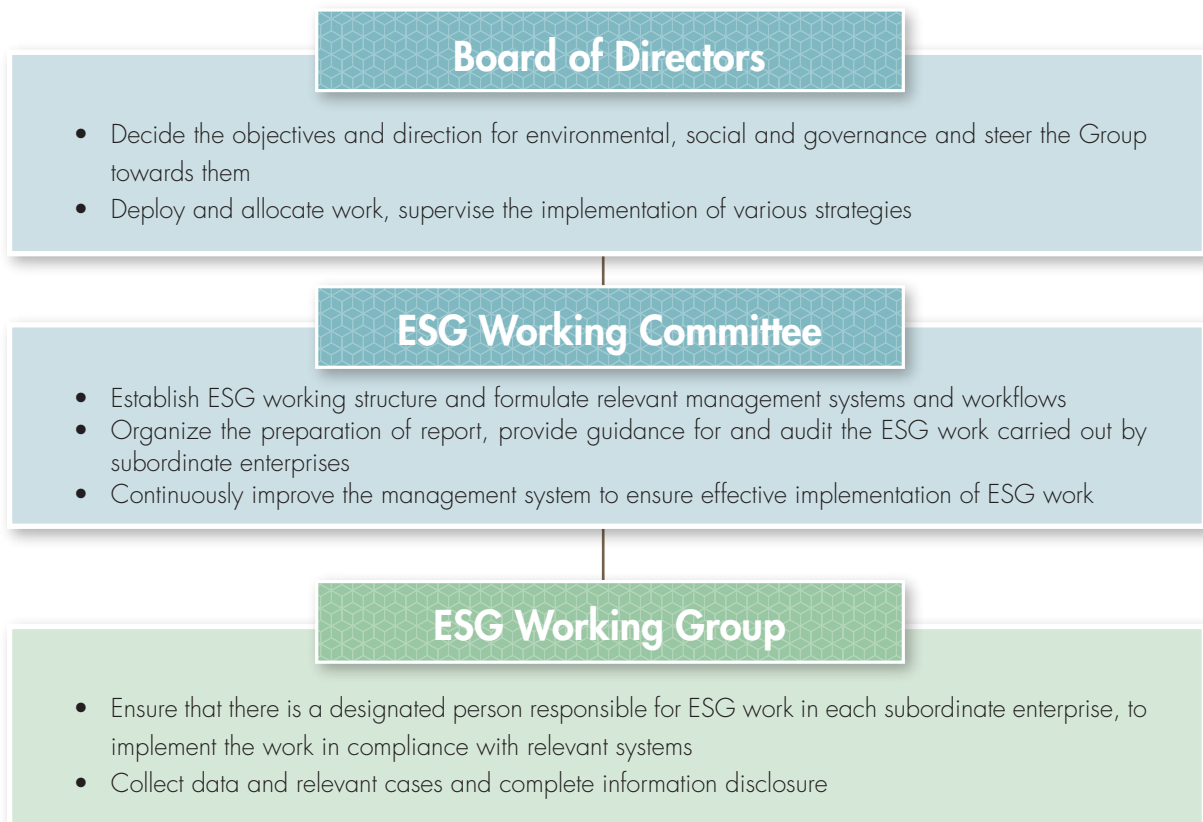 Board of Directors
• Decide the objectives and direction for environmental, social and governance and steer the Group
towards them
• Deploy and allocate work, supervise the implementation of various strategies
ESG Working Committee
• Establish ESG working structure and formulate relevant management systems and workflows
• Organize the preparation of report, provide guidance for and audit the ESG work carried out by
subordinate enterprises
• Continuously improve the management system to ensure effective implementation of ESG work
ESG Working Group
• Ensure that there is a designated person responsible for ESG work in each subordinate enterprise, to
implement the work in compliance with relevant systems
• Collect data and relevant cases and complete information disclosure